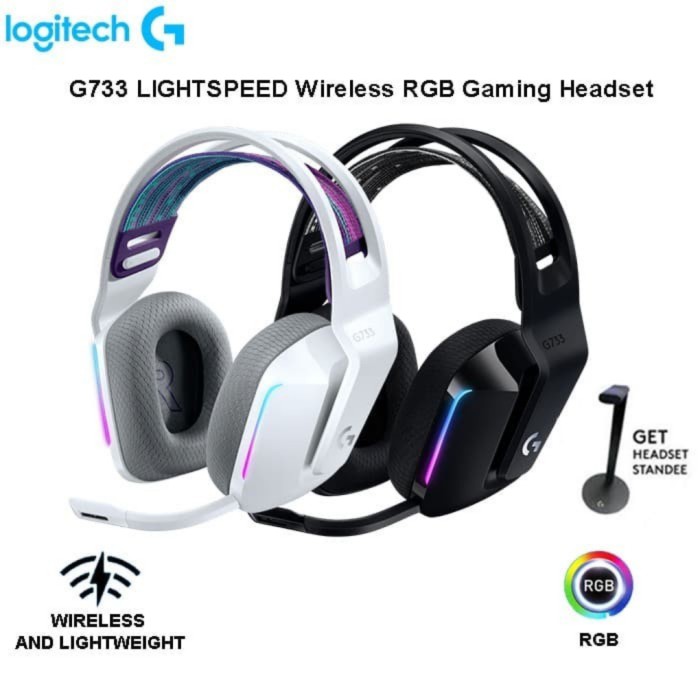 logitech G
G733 LIGHTSPEED Wireless RGB Gaming Headset
G733
G733
R
GET
HEADSET
STANDEE
WIRELESS
AND LIGHTWEIGHT
RGB
RGB